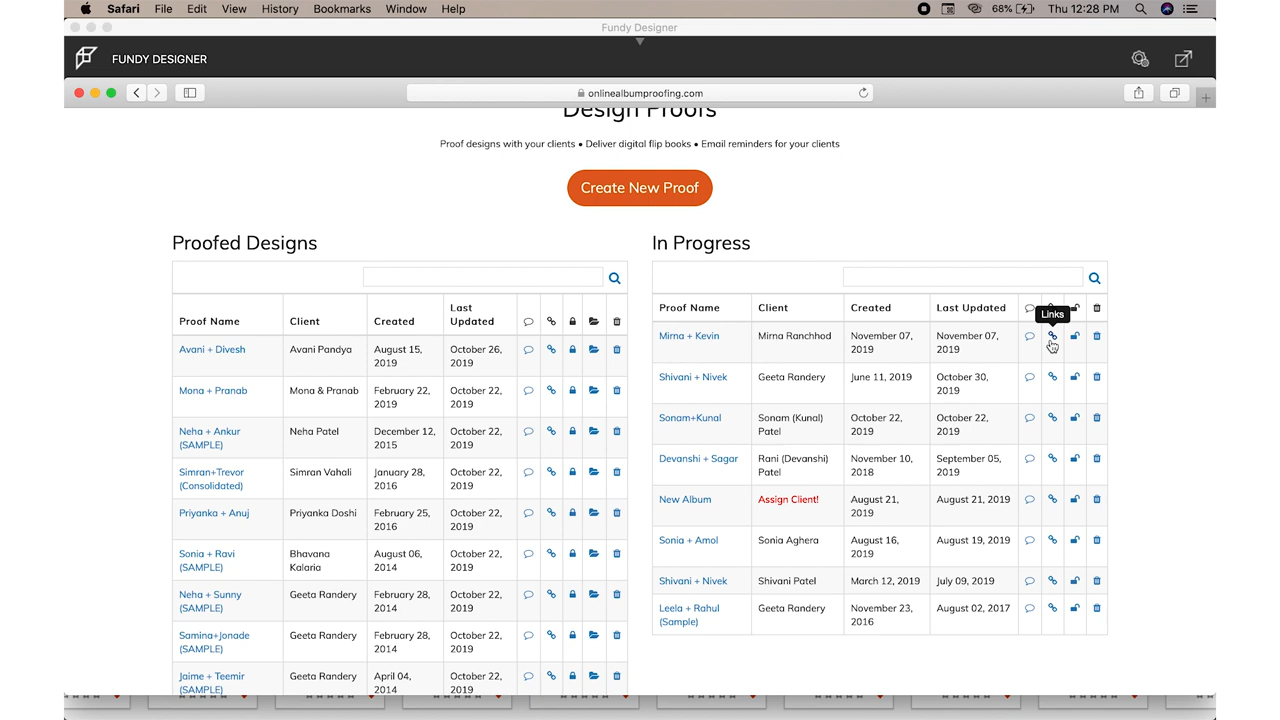 Safari File Edit View History Bookmarks Window Help 68% Thu 12:28 PM
Fundy Designer
FUNDY DESIGNER
onlinealbumproofing.com
Design Proofs
Proof designs with your clients • Deliver digital flip books • Email reminders for your clients
Create New Proof
Proofed Designs
Proof Name Client Created Last
Updated
Avani + Divesh Avani Pandya August 15,
2019 October 26,
2019
Mona + Pranab Mona & Pranab February 22,
2019 October 22,
2019
Neha + Ankur
(SAMPLE) Neha Patel December 12,
2015 October 22,
2019
Simran+Trevor
(Consolidated) Simran Vahali January 28,
2016 October 22,
2019
Priyanka + Anuj Priyanka Doshi February 25,
2016 October 22,
2019
Sonia + Ravi
(SAMPLE) Bhavana
Kalaria August 06,
2014 October 22,
2019
Neha + Sunny
(SAMPLE) Geeta Randery February 28,
2014 October 22,
2019
Samina+Jonade
(SAMPLE) Geeta Randery February 28,
2014 October 22,
2019
Jaime + Teemir
(SAMPLE) Geeta Randery April 04,
2014 October 22,
2019
In Progress
Proof Name Client Created Last Updated
Links
Mirna + Kevin Mirna Ranchhod November 07,
2019 November 07,
2019
Shivani + Nivek Geeta Randery June 11, 2019 October 30,
2019
Sonam+Kunal Sonam (Kunal)
Patel October 22,
2019 October 22,
2019
Devanshi + Sagar Rani (Devanshi)
Patel November 10,
2018 September 05,
2019
New Album Assign Client! August 21,
2019 August 21, 2019
Sonia + Amol Sonia Aghera August 16,
2019 August 19, 2019
Shivani + Nivek Shivani Patel March 12, 2019 July 09, 2019
Leela + Rahul
(Sample) Geeta Randery November 23,
2016 August 02, 2017